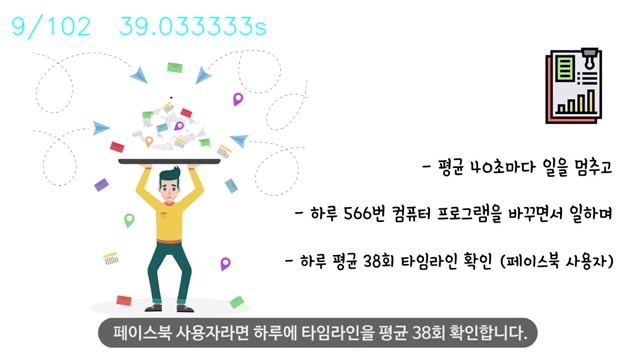 9/102 39.033333s
- 평균 40초마다 일을 멈추고
- 하루 566번 컴퓨터 프로그램을 바꾸면서 일하며
- 하루 평균 38회 타임라인 확인 (페이스북 사용자)
페이스북 사용자라면 하루에 타임라인을 평균 38회 확인합니다.